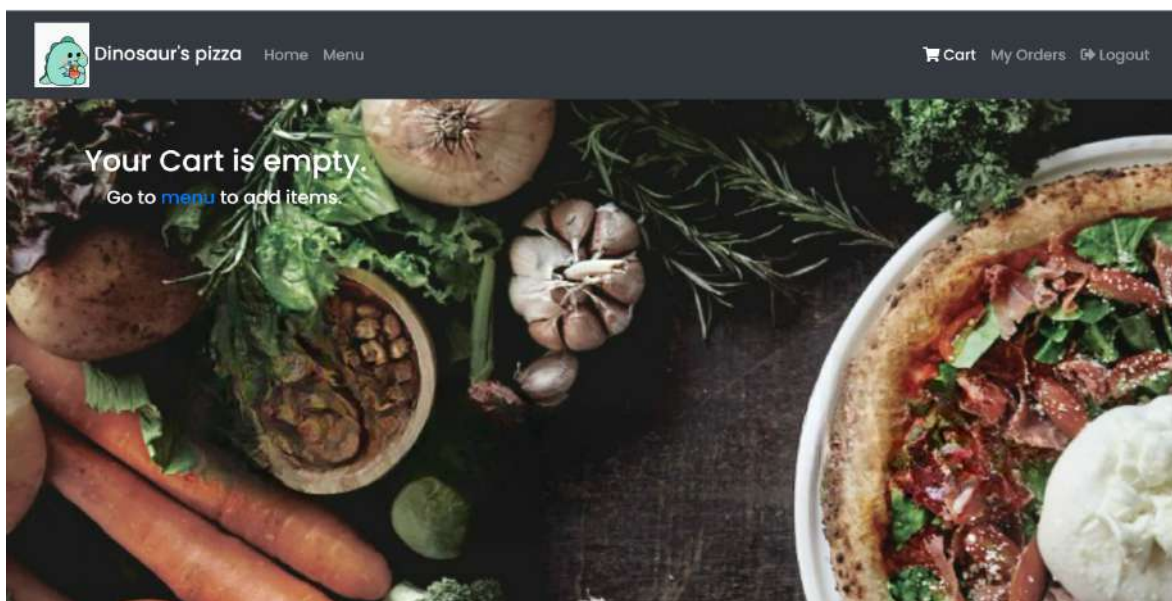 Dinosaur's pizza Home Menu Cart My Orders Logout
Your Cart is empty.
Go to menu to add items.